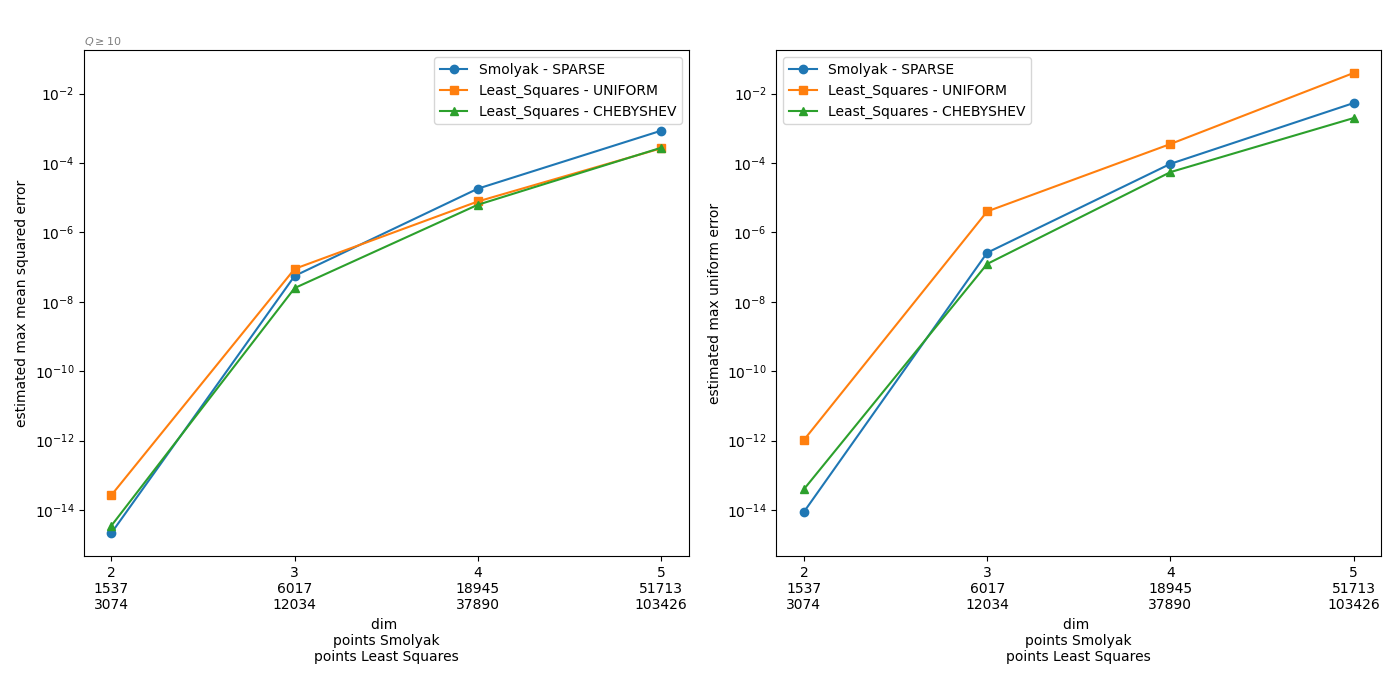 Q ≥ 10
estimated max mean squared error
10⁻²
10⁻⁴
10⁻⁶
10⁻⁸
10⁻¹⁰
10⁻¹²
10⁻¹⁴
Smolyak - SPARSE
Least_Squares - UNIFORM
Least_Squares - CHEBYSHEV
2 3 4 5
1537 6017 18945 51713
3074 12034 37890 103426
dim
points Smolyak
points Least Squares
estimated max uniform error
10⁻²
10⁻⁴
10⁻⁶
10⁻⁸
10⁻¹⁰
10⁻¹²
10⁻¹⁴
Smolyak - SPARSE
Least_Squares - UNIFORM
Least_Squares - CHEBYSHEV
2 3 4 5
1537 6017 18945 51713
3074 12034 37890 103426
dim
points Smolyak
points Least Squares